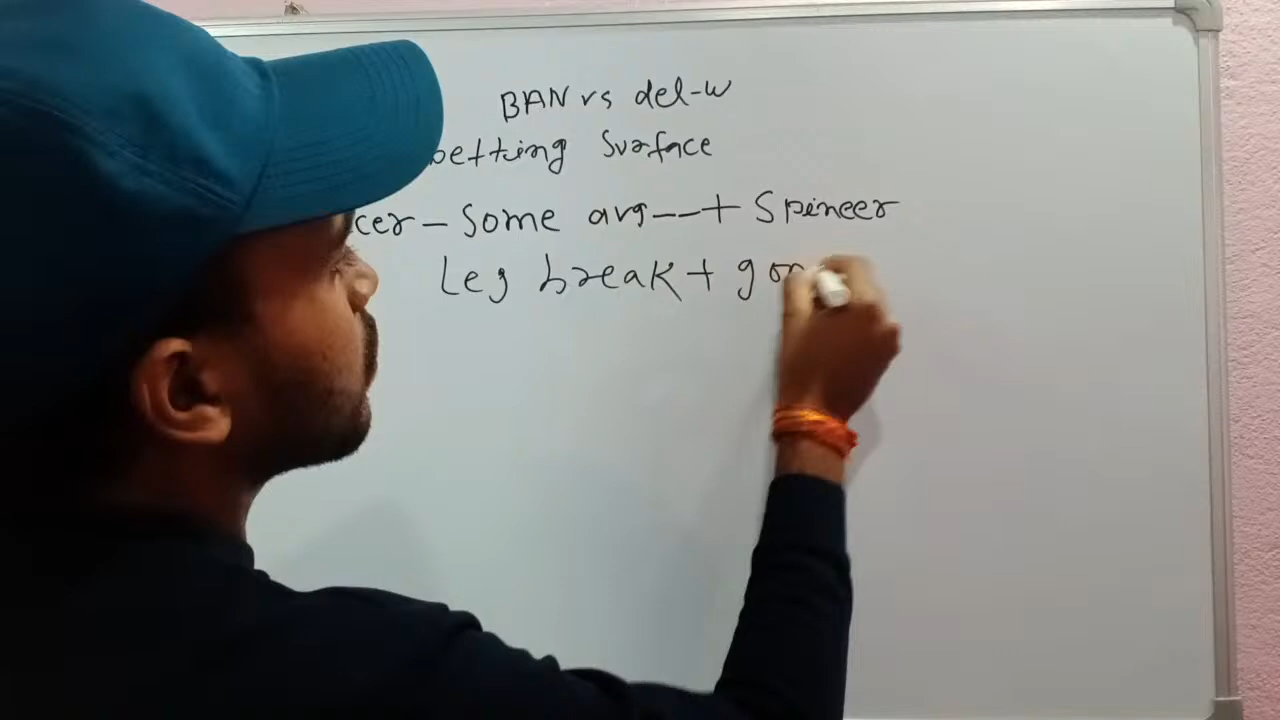 BAN vs del-w
betting Surface
cer - Some avg --+ Spineer
Leg break +